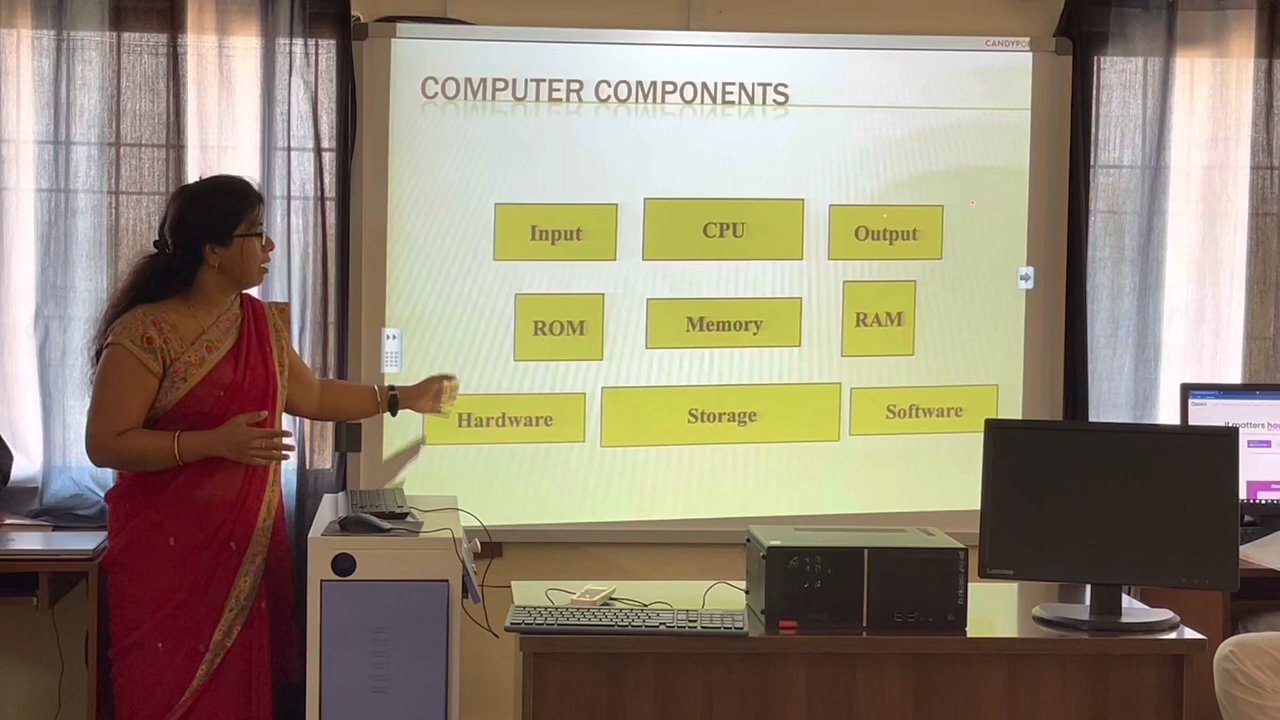 CANDYPO
COMPUTER COMPONENTS
Input
CPU
Output
ROM
Memory
RAM
Hardware
Storage
Software
It matters
Lenovo